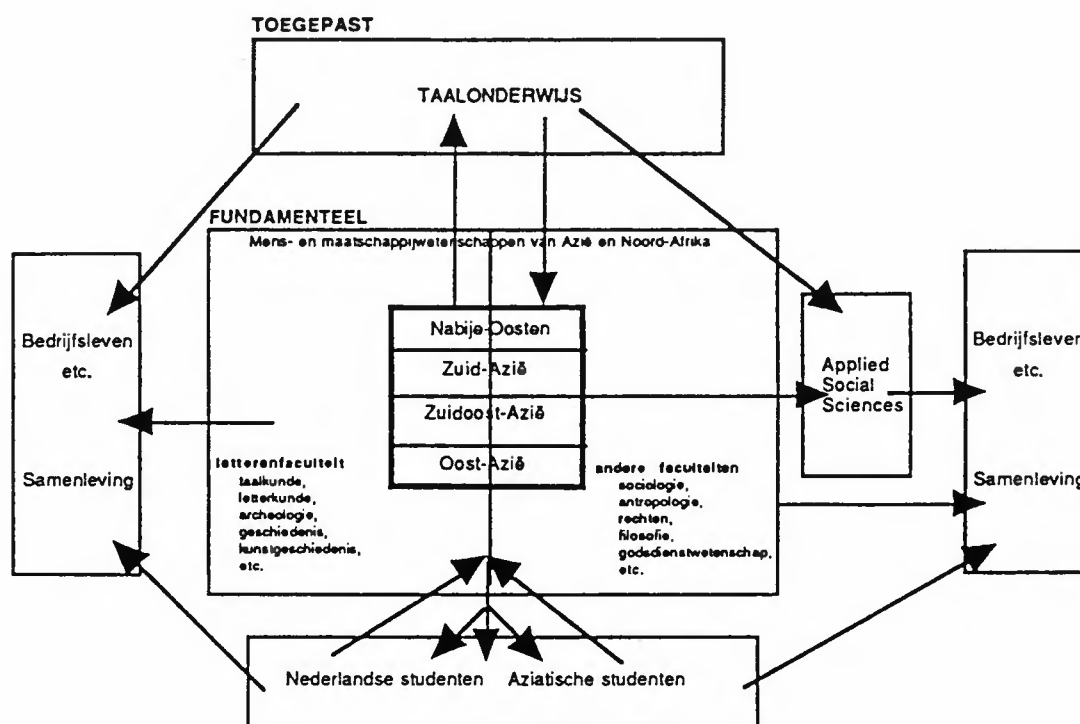 TOEGEPAST
TAALONDERWIJS
FUNDAMENTEEL
Mens- en maatschappijwetenschappen van Azië en Noord-Afrika
Bedrijfsleven
etc.
Samenleving
Nabije-Oosten
Zuid-Azië
Zuidoost-Azië
Oost-Azië
letterenfaculteit
taalkunde,
letterkunde,
archeologie,
geschiedenis,
kunstgeschiedenis,
etc.
andere faculteiten
sociologie,
antropologie,
rechten,
filosofie,
godsdienstwetenschap,
etc.
Applied
Social
Sciences
Bedrijfsleven
etc.
Samenleving
Nederlandse studenten Aziatische studenten